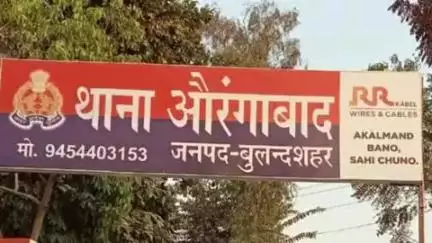 थाना औरंगाबाद
मो. 9454403153 जनपद-बुलन्दशहर
RR KABEL
WIRES & CABLES
AKALMAND
BANO,
SAHI CHUNO.